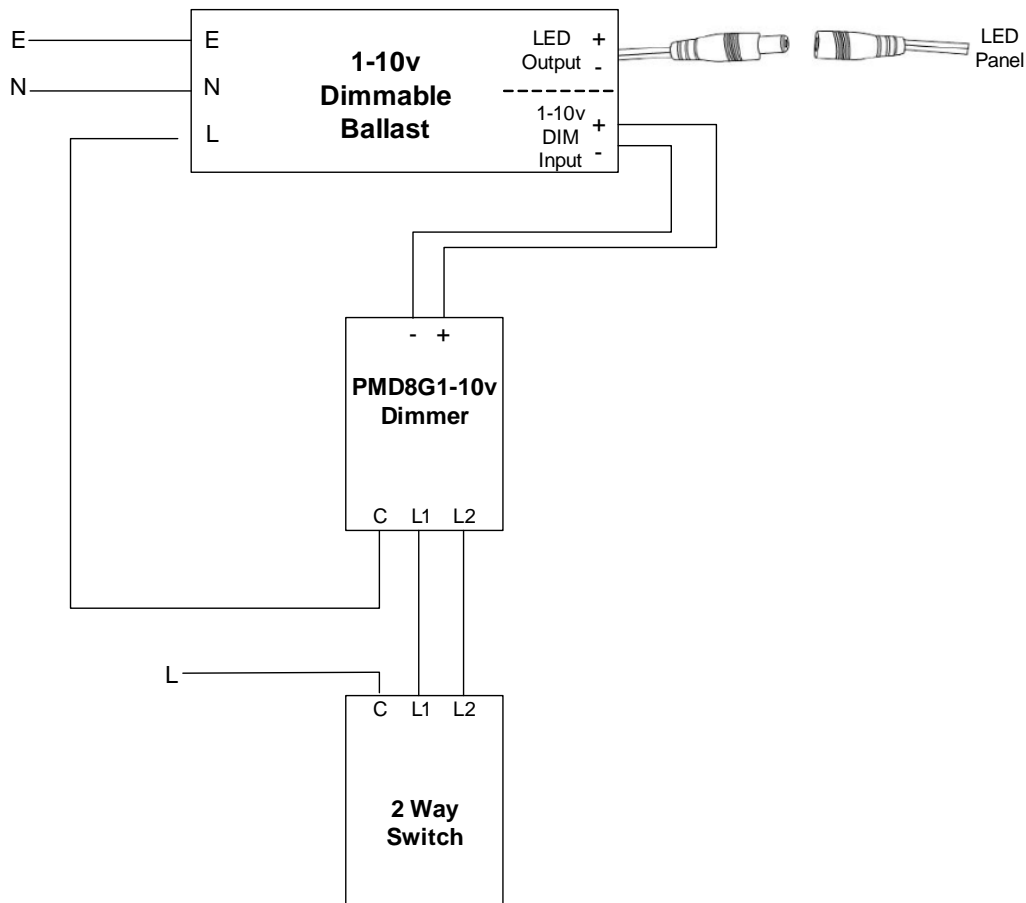 E
E
N
N
L
1-10v
Dimmable
Ballast
LED
Output
+
-
1-10v
DIM
Input
+
-
LED
Panel
- +
PMD8G1-10v
Dimmer
C L1 L2
L
C L1 L2
2 Way
Switch